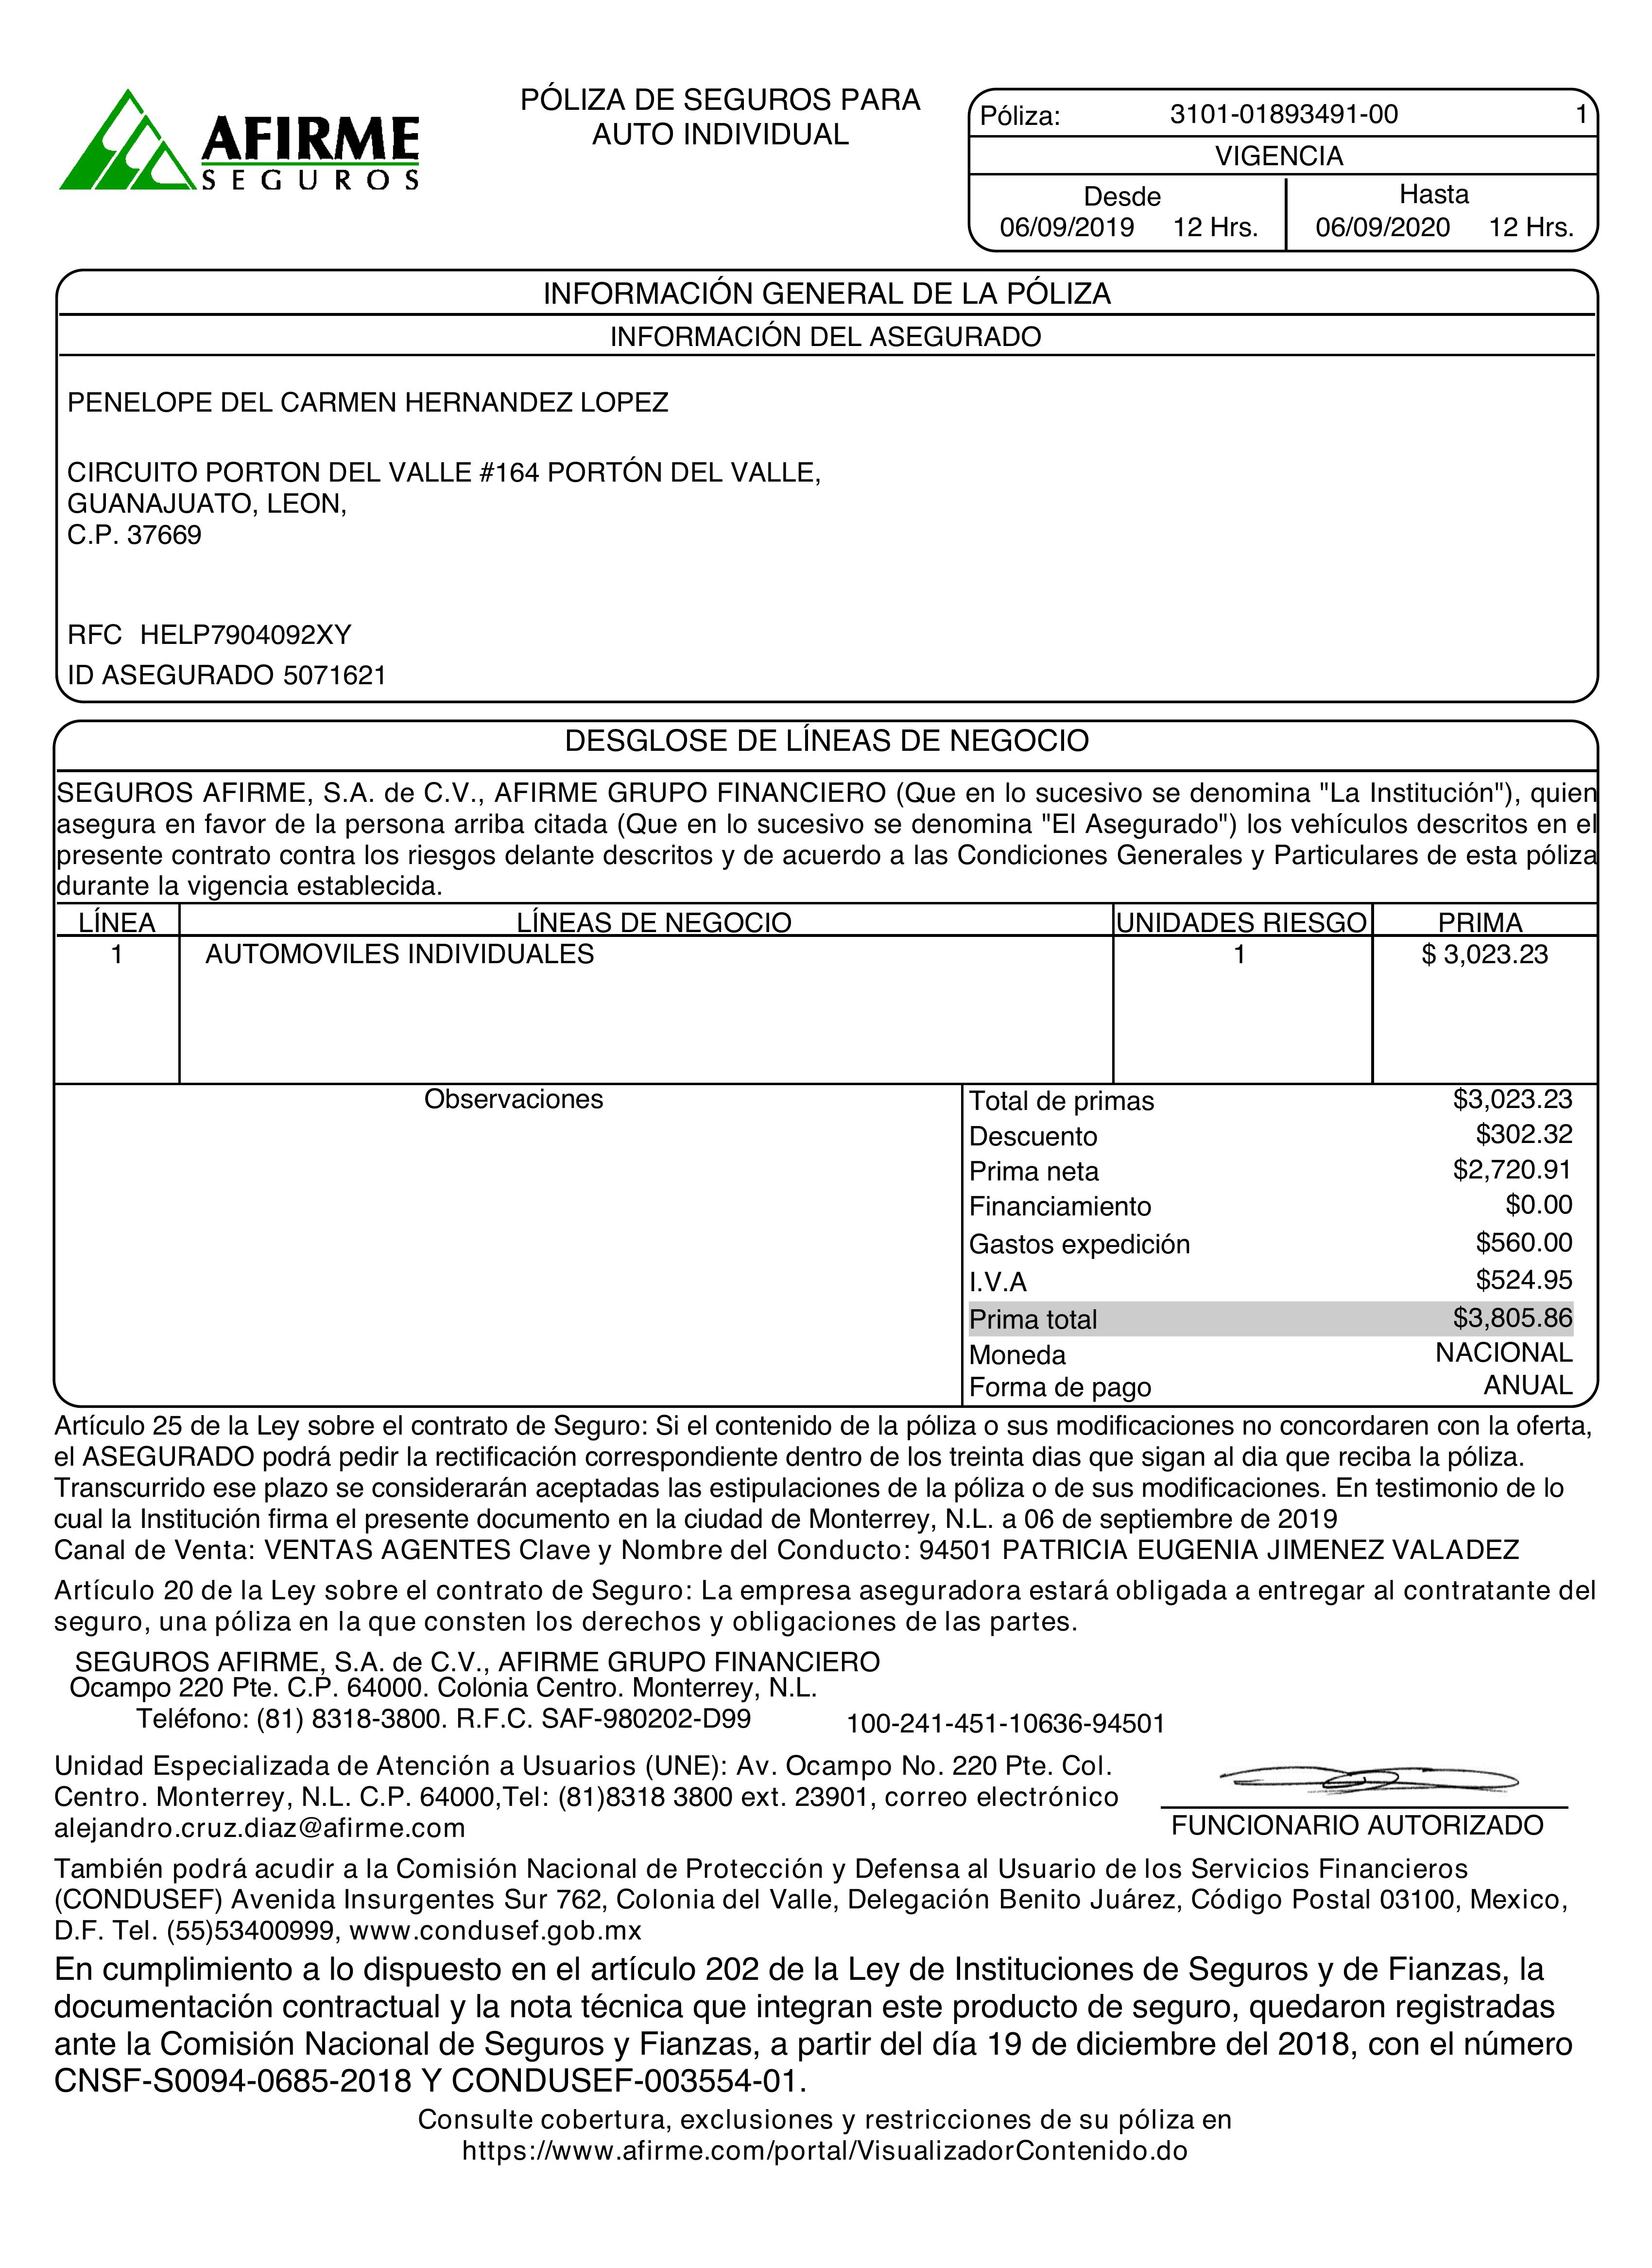 AFIRME
SEGUROS
PÓLIZA DE SEGUROS PARA
AUTO INDIVIDUAL
Póliza: 3101-01893491-00 1
VIGENCIA
Desde Hasta
06/09/2019 12 Hrs. 06/09/2020 12 Hrs.
INFORMACIÓN GENERAL DE LA PÓLIZA
INFORMACIÓN DEL ASEGURADO
PENELOPE DEL CARMEN HERNANDEZ LOPEZ
CIRCUITO PORTON DEL VALLE #164 PORTÓN DEL VALLE,
GUANAJUATO, LEON,
C.P. 37669
RFC HELP7904092XY
ID ASEGURADO 5071621
DESGLOSE DE LÍNEAS DE NEGOCIO
SEGUROS AFIRME, S.A. de C.V., AFIRME GRUPO FINANCIERO (Que en lo sucesivo se denomina "La Institución"), quien
asegura en favor de la persona arriba citada (Que en lo sucesivo se denomina "El Asegurado") los vehículos descritos en el
presente contrato contra los riesgos delante descritos y de acuerdo a las Condiciones Generales y Particulares de esta póliza
durante la vigencia establecida.
LÍNEA LÍNEAS DE NEGOCIO UNIDADES RIESGO PRIMA
1 AUTOMOVILES INDIVIDUALES 1 $ 3,023.23
Observaciones
Total de primas $3,023.23
Descuento $302.32
Prima neta $2,720.91
Financiamiento $0.00
Gastos expedición $560.00
I.V.A $524.95
Prima total $3,805.86
Moneda NACIONAL
Forma de pago ANUAL
Artículo 25 de la Ley sobre el contrato de Seguro: Si el contenido de la póliza o sus modificaciones no concordaren con la oferta,
el ASEGURADO podrá pedir la rectificación correspondiente dentro de los treinta dias que sigan al dia que reciba la póliza.
Transcurrido ese plazo se considerarán aceptadas las estipulaciones de la póliza o de sus modificaciones. En testimonio de lo
cual la Institución firma el presente documento en la ciudad de Monterrey, N.L. a 06 de septiembre de 2019
Canal de Venta: VENTAS AGENTES Clave y Nombre del Conducto: 94501 PATRICIA EUGENIA JIMENEZ VALADEZ
Artículo 20 de la Ley sobre el contrato de Seguro: La empresa aseguradora estará obligada a entregar al contratante del
seguro, una póliza en la que consten los derechos y obligaciones de las partes.
SEGUROS AFIRME, S.A. de C.V., AFIRME GRUPO FINANCIERO
Ocampo 220 Pte. C.P. 64000. Colonia Centro. Monterrey, N.L.
Teléfono: (81) 8318-3800. R.F.C. SAF-980202-D99 100-241-451-10636-94501
Unidad Especializada de Atención a Usuarios (UNE): Av. Ocampo No. 220 Pte. Col.
Centro. Monterrey, N.L. C.P. 64000,Tel: (81)8318 3800 ext. 23901, correo electrónico
alejandro.cruz.diaz@afirme.com
FUNCIONARIO AUTORIZADO
También podrá acudir a la Comisión Nacional de Protección y Defensa al Usuario de los Servicios Financieros
(CONDUSEF) Avenida Insurgentes Sur 762, Colonia del Valle, Delegación Benito Juárez, Código Postal 03100, Mexico,
D.F. Tel. (55)53400999, www.condusef.gob.mx
En cumplimiento a lo dispuesto en el artículo 202 de la Ley de Instituciones de Seguros y de Fianzas, la
documentación contractual y la nota técnica que integran este producto de seguro, quedaron registradas
ante la Comisión Nacional de Seguros y Fianzas, a partir del día 19 de diciembre del 2018, con el número
CNSF-S0094-0685-2018 Y CONDUSEF-003554-01.
Consulte cobertura, exclusiones y restricciones de su póliza en
https://www.afirme.com/portal/VisualizadorContenido.do